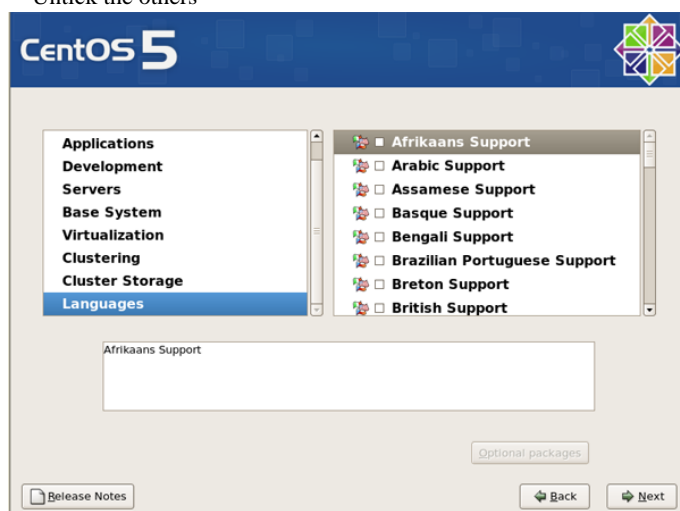 Untick the others
CentOS 5
Applications
Development
Servers
Base System
Virtualization
Clustering
Cluster Storage
Languages
Afrikaans Support
Arabic Support
Assamese Support
Basque Support
Bengali Support
Brazilian Portuguese Support
Breton Support
British Support
Afrikaans Support
Optional packages
Release Notes
Back
Next